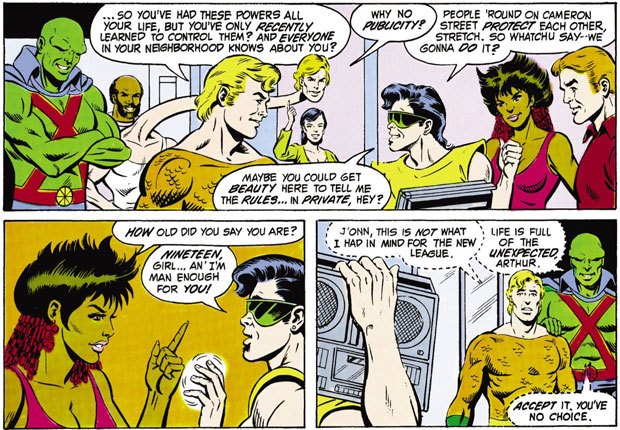 ...SO YOU'VE HAD THESE POWERS ALL
YOUR LIFE, BUT YOU'VE ONLY RECENTLY
LEARNED TO CONTROL THEM? AND EVERYONE
IN YOUR NEIGHBORHOOD KNOWS ABOUT YOU?
WHY NO
PUBLICITY?
PEOPLE 'ROUND ON CAMERON
STREET PROTECT EACH OTHER,
STRETCH. SO WHATCHU SAY--WE
GONNA DO IT?
MAYBE YOU COULD GET
BEAUTY HERE TO TELL ME
THE RULES... IN PRIVATE, HEY?
HOW OLD DID YOU SAY YOU ARE?
NINETEEN,
GIRL... AN' I'M
MAN ENOUGH
FOR YOU!
J'ONN, THIS IS NOT WHAT
I HAD IN MIND FOR THE NEW
LEAGUE.
LIFE IS FULL
OF THE
UNEXPECTED,
ARTHUR.
ACCEPT IT. YOU'VE
NO CHOICE.